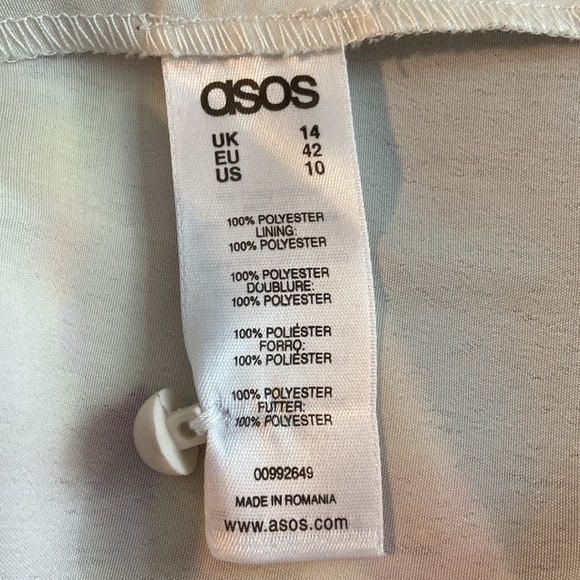 asos
UK 14
EU 42
US 10
100% POLYESTER
LINING:
100% POLYESTER
100% POLYESTER
DOUBLURE:
100% POLYESTER
100% POLIÉSTER
FORRO:
100% POLIÉSTER
100% POLYESTER
FUTTER:
100% POLYESTER
00992649
MADE IN ROMANIA
www.asos.com